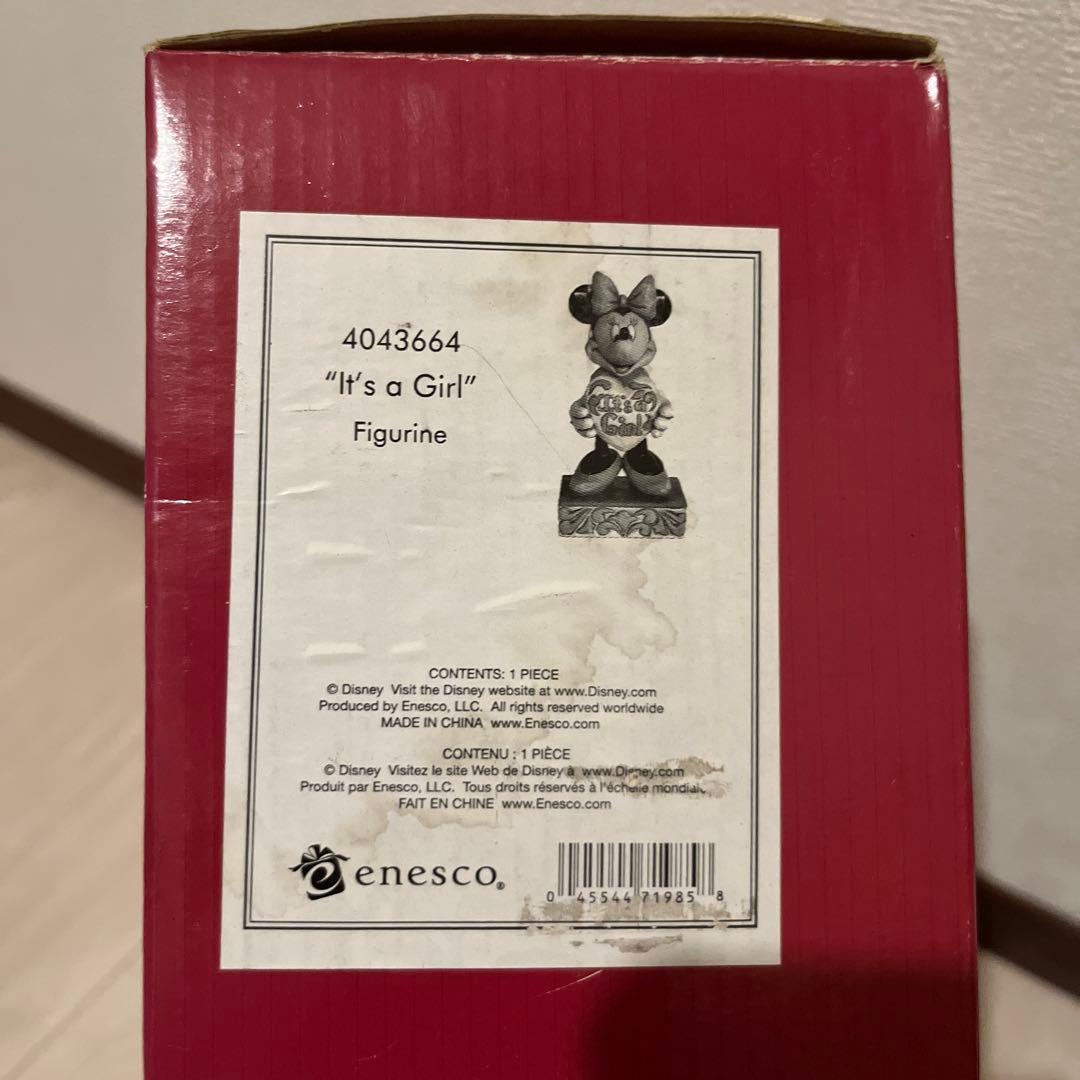 4043664
“It’s a Girl”
Figurine
It's a
Girl
CONTENTS: 1 PIECE
© Disney Visit the Disney website at www.Disney.com
Produced by Enesco, LLC. All rights reserved worldwide
MADE IN CHINA www.Enesco.com
CONTENU : 1 PIÈCE
© Disney Visitez le site Web de Disney à www.Disney.com
Produit par Enesco, LLC. Tous droits réservés à l'échelle mondiale
FAIT EN CHINE www.Enesco.com
enesco®
0 45544 71985 8